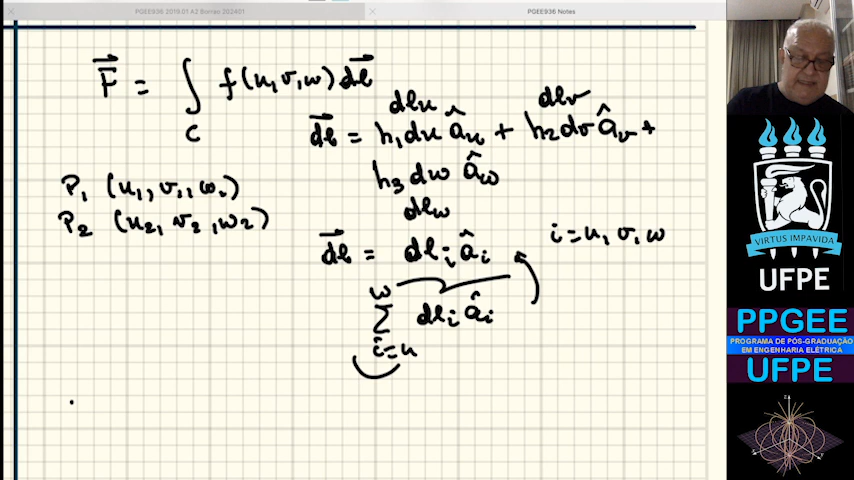 PGEE936 2019.01 A2 Borrao 202401
PGEE936 Notes
F⃗ = ∫_C f(u,v,w) dℓ⃗
dℓu dℓv
dℓ⃗ = h₁du âu + h₂dv âv +
h₃dw âw
dℓw
P₁ (u₁, v₁, w₁)
P₂ (u₂, v₂, w₂)
dℓ⃗ = dℓi âi i = u, v, w
w
Σ dℓi âi
i=u
VIRTUS IMPAVIDA
UFPE
PPGEE
PROGRAMA DE PÓS-GRADUAÇÃO
EM ENGENHARIA ELÉTRICA
UFPE